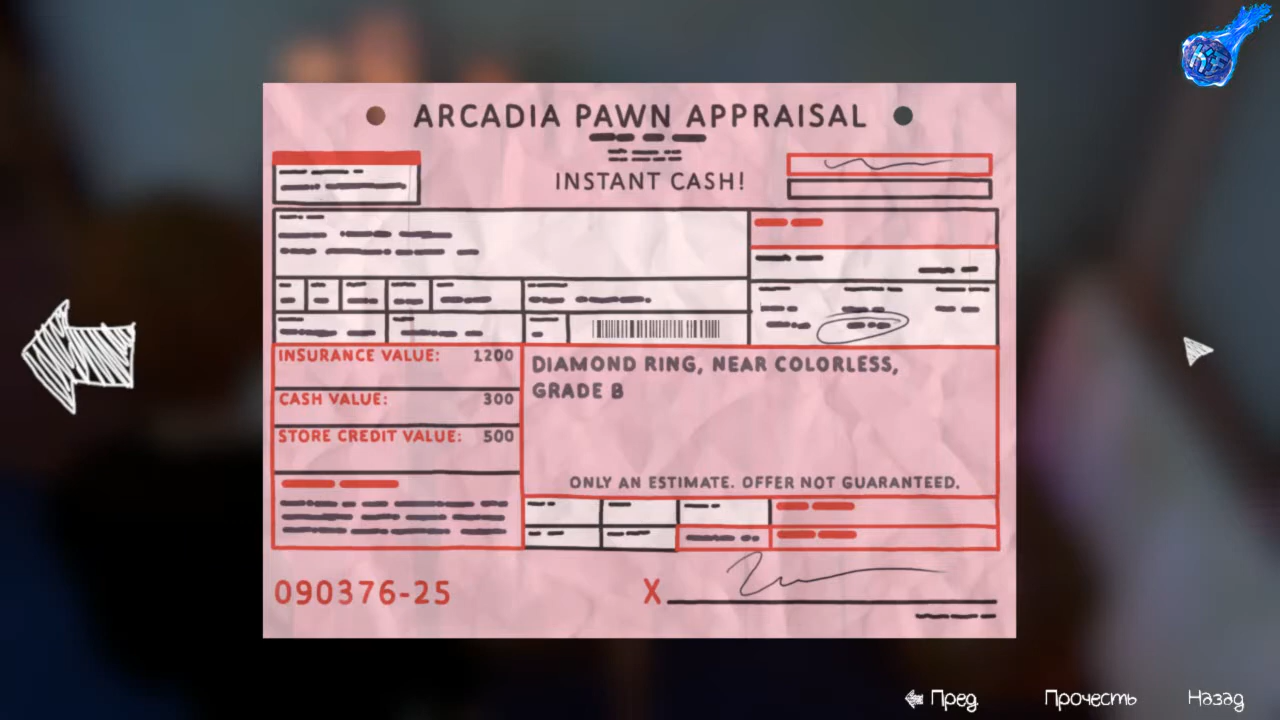 ARCADIA PAWN APPRAISAL
INSTANT CASH!
INSURANCE VALUE: 1200
CASH VALUE: 300
STORE CREDIT VALUE: 500
DIAMOND RING, NEAR COLORLESS,
GRADE B
ONLY AN ESTIMATE. OFFER NOT GUARANTEED.
090376-25
X
Пред. Прочесть Назад